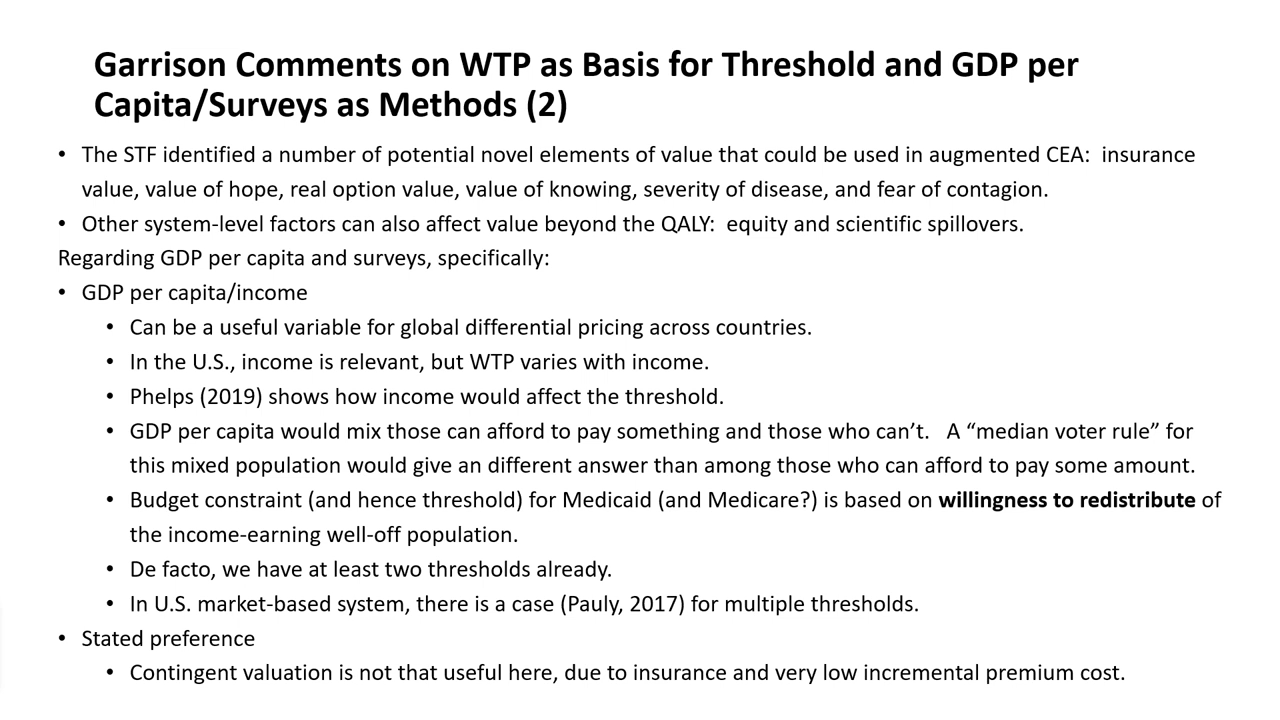 Garrison Comments on WTP as Basis for Threshold and GDP per
Capita/Surveys as Methods (2)
• The STF identified a number of potential novel elements of value that could be used in augmented CEA:  insurance
value, value of hope, real option value, value of knowing, severity of disease, and fear of contagion.
• Other system-level factors can also affect value beyond the QALY:  equity and scientific spillovers.
Regarding GDP per capita and surveys, specifically:
• GDP per capita/income
• Can be a useful variable for global differential pricing across countries.
• In the U.S., income is relevant, but WTP varies with income.
• Phelps (2019) shows how income would affect the threshold.
• GDP per capita would mix those can afford to pay something and those who can’t.   A “median voter rule” for
this mixed population would give an different answer than among those who can afford to pay some amount.
• Budget constraint (and hence threshold) for Medicaid (and Medicare?) is based on willingness to redistribute of
the income-earning well-off population.
• De facto, we have at least two thresholds already.
• In U.S. market-based system, there is a case (Pauly, 2017) for multiple thresholds.
• Stated preference
• Contingent valuation is not that useful here, due to insurance and very low incremental premium cost.